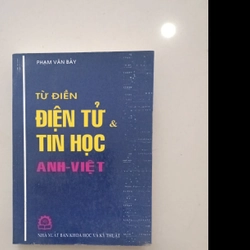 PHẠM VĂN BẢY
TỪ ĐIỂN
ĐIỆN TỬ &
TIN HỌC
ANH-VIỆT
NHÀ XUẤT BẢN KHOA HỌC VÀ KỸ THUẬT